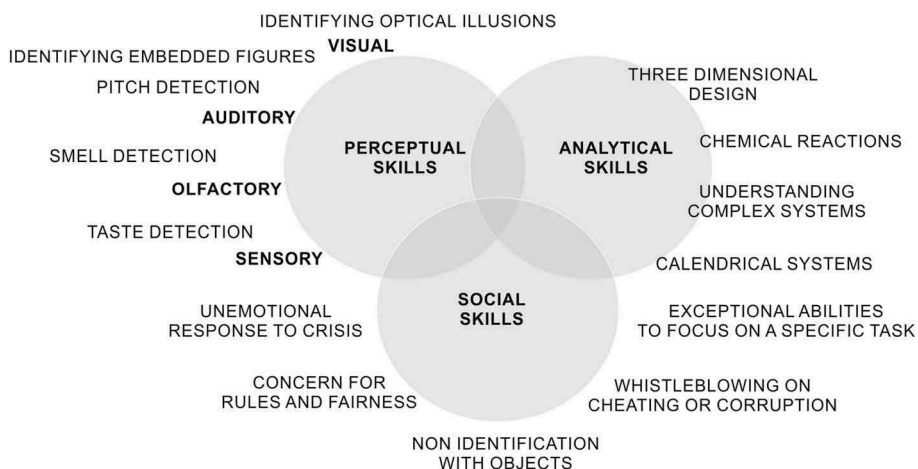 IDENTIFYING OPTICAL ILLUSIONS
VISUAL
IDENTIFYING EMBEDDED FIGURES
PITCH DETECTION
AUDITORY
SMELL DETECTION
OLFACTORY
TASTE DETECTION
SENSORY
PERCEPTUAL
SKILLS
ANALYTICAL
SKILLS
THREE DIMENSIONAL
DESIGN
CHEMICAL REACTIONS
UNDERSTANDING
COMPLEX SYSTEMS
CALENDRICAL SYSTEMS
SOCIAL
SKILLS
UNEMOTIONAL
RESPONSE TO CRISIS
EXCEPTIONAL ABILITIES
TO FOCUS ON A SPECIFIC TASK
CONCERN FOR
RULES AND FAIRNESS
WHISTLEBLOWING ON
CHEATING OR CORRUPTION
NON IDENTIFICATION
WITH OBJECTS